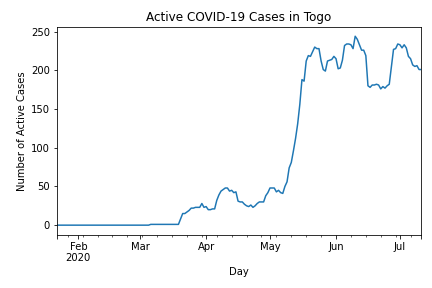 Active COVID-19 Cases in Togo
250
200
150
100
50
0
Number of Active Cases
Feb
2020
Mar
Apr
May
Jun
Jul
Day